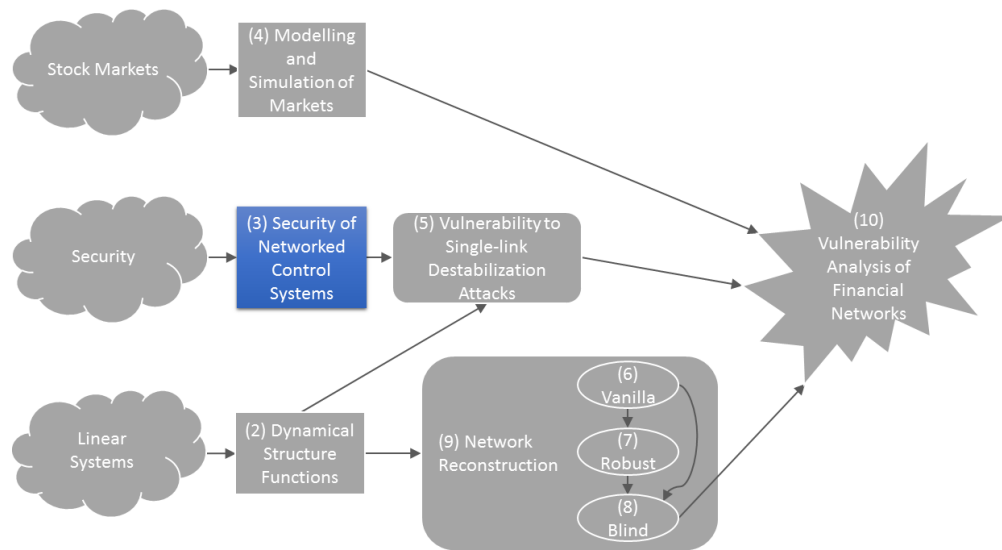 Stock Markets
(4) Modelling
and
Simulation of
Markets
Security
(3) Security of
Networked
Control
Systems
(5) Vulnerability to
Single-link
Destabilization
Attacks
(10)
Vulnerability
Analysis of
Financial
Networks
Linear
Systems
(2) Dynamical
Structure
Functions
(9) Network
Reconstruction
(6)
Vanilla
(7)
Robust
(8)
Blind